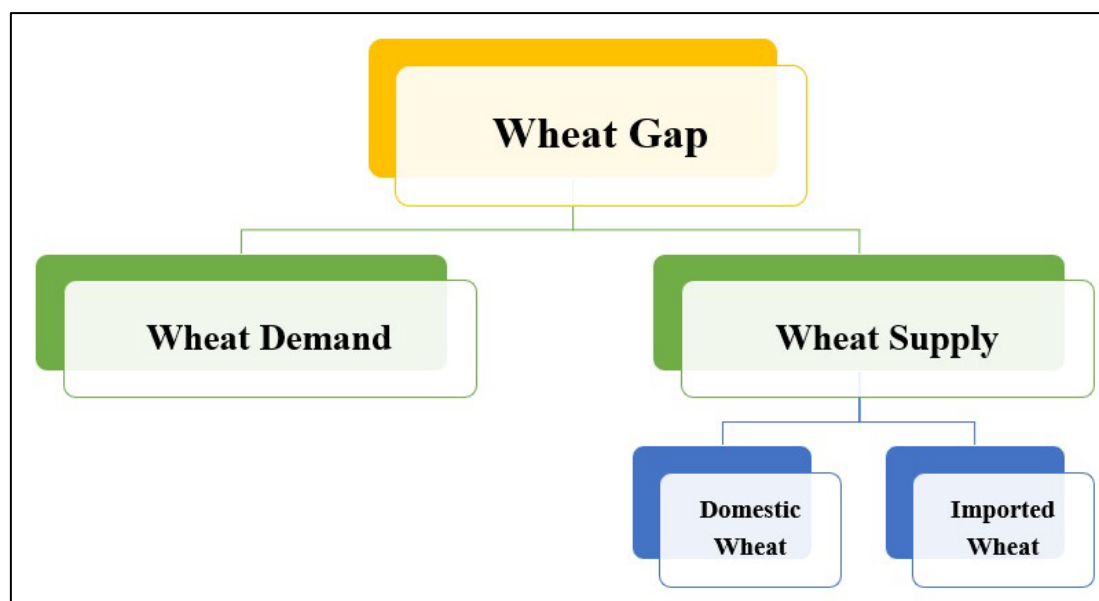 Wheat Gap
Wheat Demand
Wheat Supply
Domestic
Wheat
Imported
Wheat